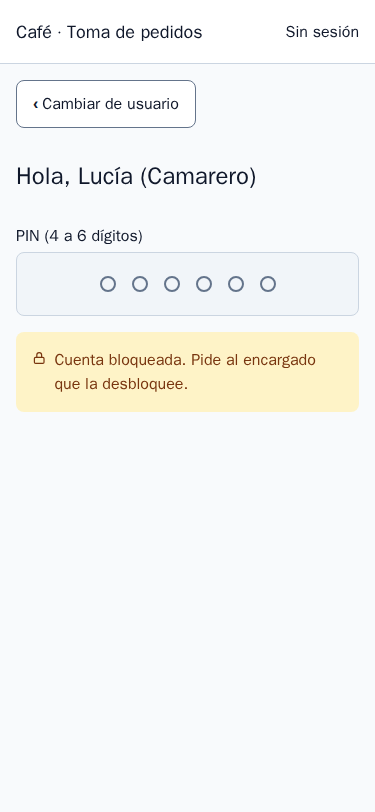 Café · Toma de pedidos
Sin sesión
‹ Cambiar de usuario
Hola, Lucía (Camarero)
PIN (4 a 6 dígitos)
Cuenta bloqueada. Pide al encargado
que la desbloquee.